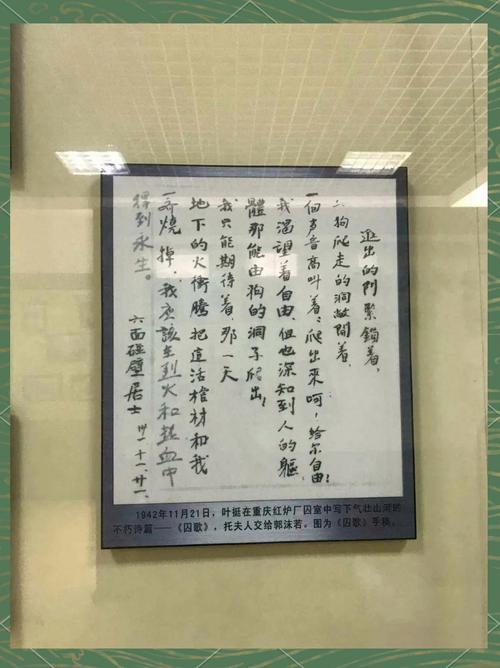 出的门緊鎖着,
狗爬走的洞敞開着,
一個声音高叫着:爬出來呵,給尔自由!
我渴望着自由,但也深知到人的軀
體那能由狗的洞子爬出!
我只能期待着,那一天
地下的火衝騰,把這活棺材和我
一齐燒掉,我應該在烈火和热血中
得到永生。
六面碰壁居士 卅一、十一、廿一、
1942年11月21日,叶挺在重庆红炉厂囚室中写下气壮山河的
不朽诗篇——《囚歌》,托夫人交给郭沫若。图为《囚歌》手稿。